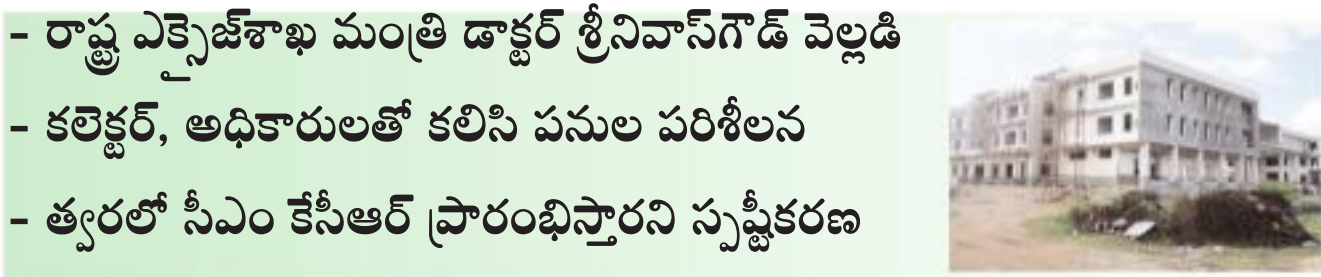 - రాష్ట్ర ఎక్సైజ్‌శాఖ మంత్రి డాక్టర్ శ్రీనివాస్‌గౌడ్ వెల్లడి
- కలెక్టర్, అధికారులతో కలిసి పనుల పరిశీలన
- త్వరలో సీఎం కేసీఆర్ ప్రారంభిస్తారని స్పష్టీకరణ